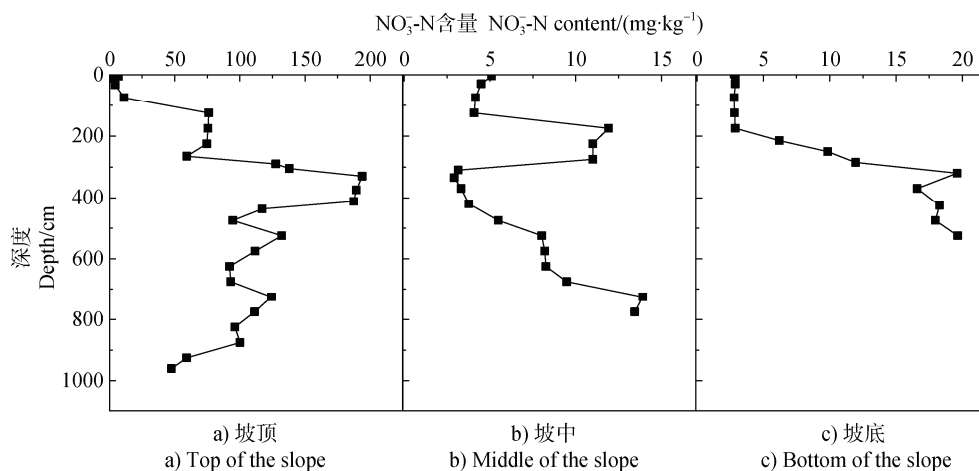 NO₃⁻-N含量 NO₃⁻-N content/(mg·kg⁻¹)
0 50 100 150 200 0 5 10 15 0 5 10 15 20
0
200
400
600
800
1000
深度
Depth/cm
a) 坡顶 b) 坡中 c) 坡底
a) Top of the slope b) Middle of the slope c) Bottom of the slope